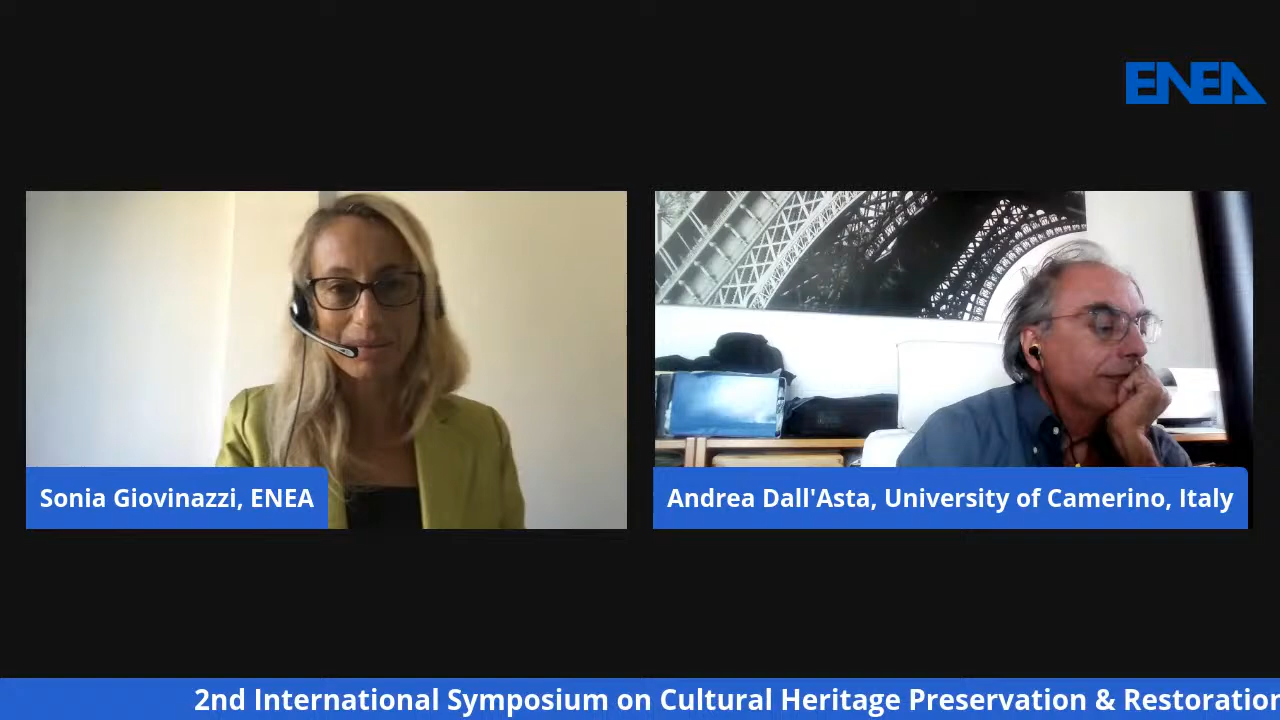 ENEA
Sonia Giovinazzi, ENEA
Andrea Dall'Asta, University of Camerino, Italy
2nd International Symposium on Cultural Heritage Preservation & Restoration